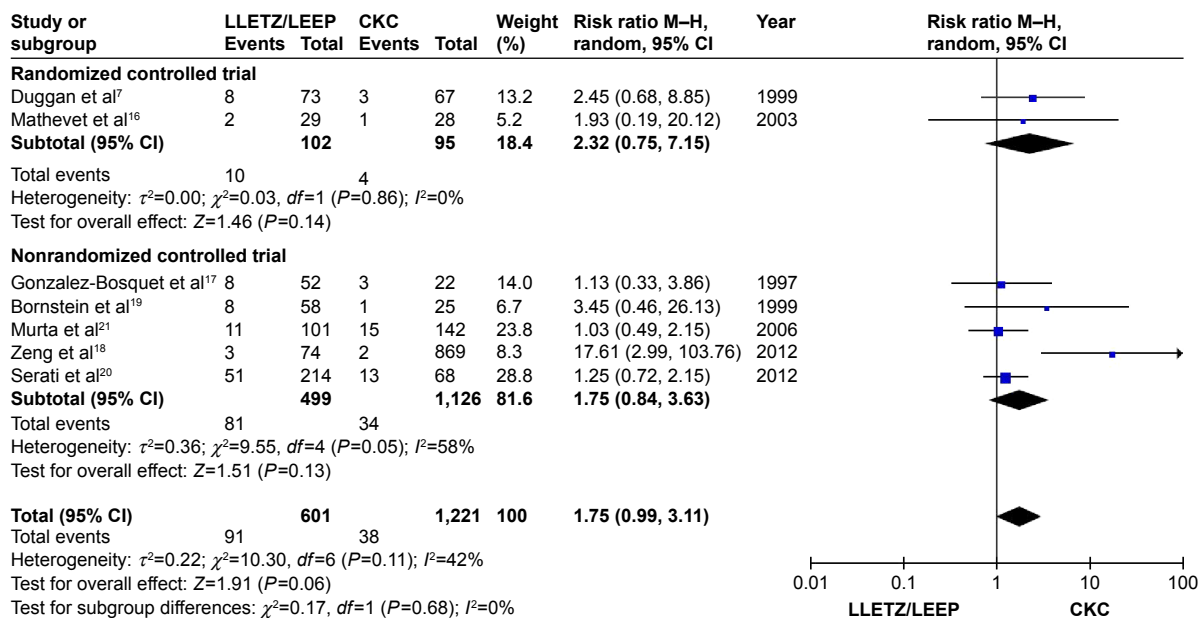 Study or subgroup LLETZ/LEEP Events Total CKC Events Total Weight (%) Risk ratio M–H, random, 95% CI Year Risk ratio M–H, random, 95% CI
Randomized controlled trial
Duggan et al⁷ 8 73 3 67 13.2 2.45 (0.68, 8.85) 1999
Mathevet et al¹⁶ 2 29 1 28 5.2 1.93 (0.19, 20.12) 2003
Subtotal (95% CI) 102 95 18.4 2.32 (0.75, 7.15)
Total events 10 4
Heterogeneity: τ²=0.00; χ²=0.03, df=1 (P=0.86); I²=0%
Test for overall effect: Z=1.46 (P=0.14)
Nonrandomized controlled trial
Gonzalez-Bosquet et al¹⁷ 8 52 3 22 14.0 1.13 (0.33, 3.86) 1997
Bornstein et al¹⁹ 8 58 1 25 6.7 3.45 (0.46, 26.13) 1999
Murta et al²¹ 11 101 15 142 23.8 1.03 (0.49, 2.15) 2006
Zeng et al¹⁸ 3 74 2 869 8.3 17.61 (2.99, 103.76) 2012
Serati et al²⁰ 51 214 13 68 28.8 1.25 (0.72, 2.15) 2012
Subtotal (95% CI) 499 1,126 81.6 1.75 (0.84, 3.63)
Total events 81 34
Heterogeneity: τ²=0.36; χ²=9.55, df=4 (P=0.05); I²=58%
Test for overall effect: Z=1.51 (P=0.13)
Total (95% CI) 601 1,221 100 1.75 (0.99, 3.11)
Total events 91 38
Heterogeneity: τ²=0.22; χ²=10.30, df=6 (P=0.11); I²=42%
Test for overall effect: Z=1.91 (P=0.06)
Test for subgroup differences: χ²=0.17, df=1 (P=0.68); I²=0%
0.01 0.1 1 10 100
LLETZ/LEEP CKC